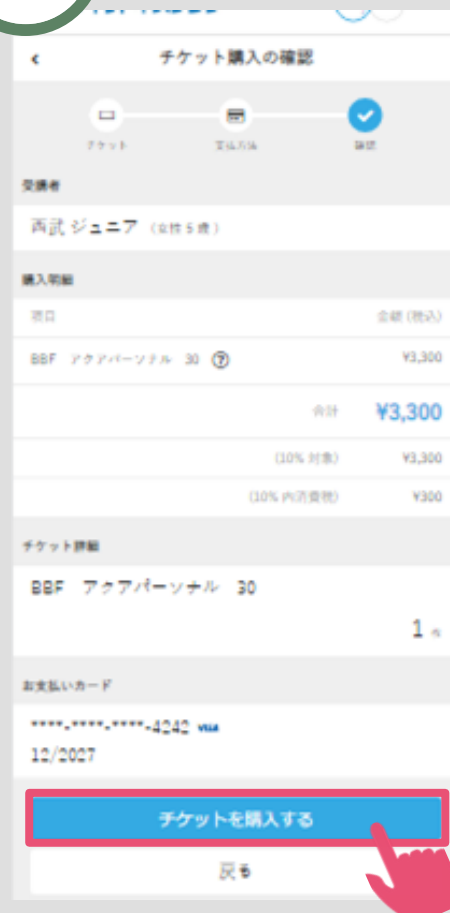 チケット購入の確認
チケット
支払方法
確認
受講者
西武 ジュニア (女性 5 歳)
購入明細
項目 金額 (税込)
BBF アクアパーソナル 30 ? ¥3,300
合計 ¥3,300
(10% 対象) ¥3,300
(10% 内消費税) ¥300
チケット詳細
BBF アクアパーソナル 30
1
お支払いカード
****-****-****-4242 VISA
12/2027
チケットを購入する
戻る